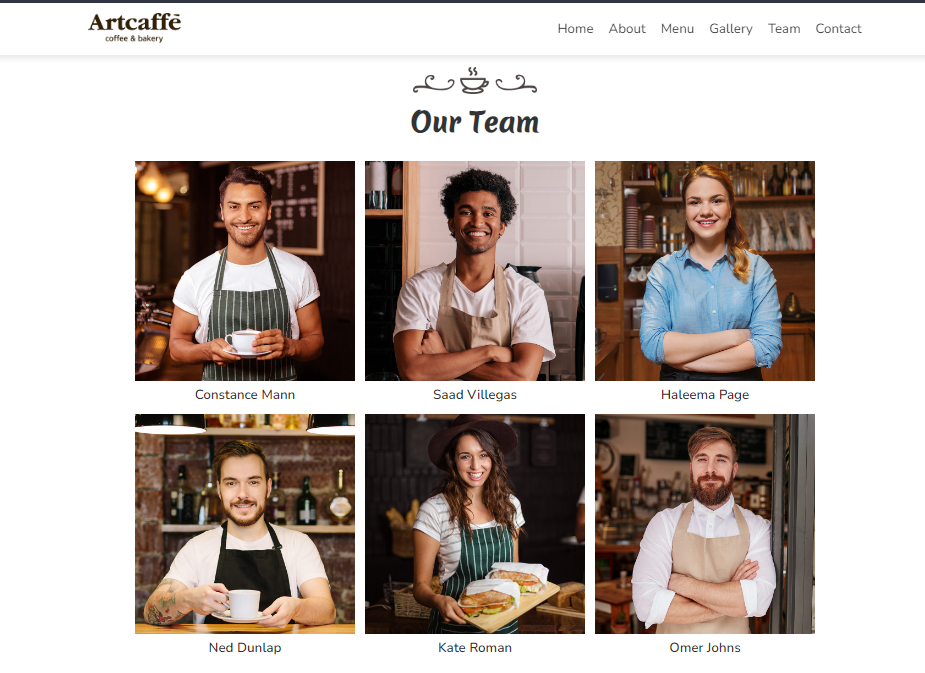 Artcaffē
coffee & bakery
Home About Menu Gallery Team Contact
Our Team
Constance Mann
Saad Villegas
Haleema Page
Ned Dunlap
Kate Roman
Omer Johns